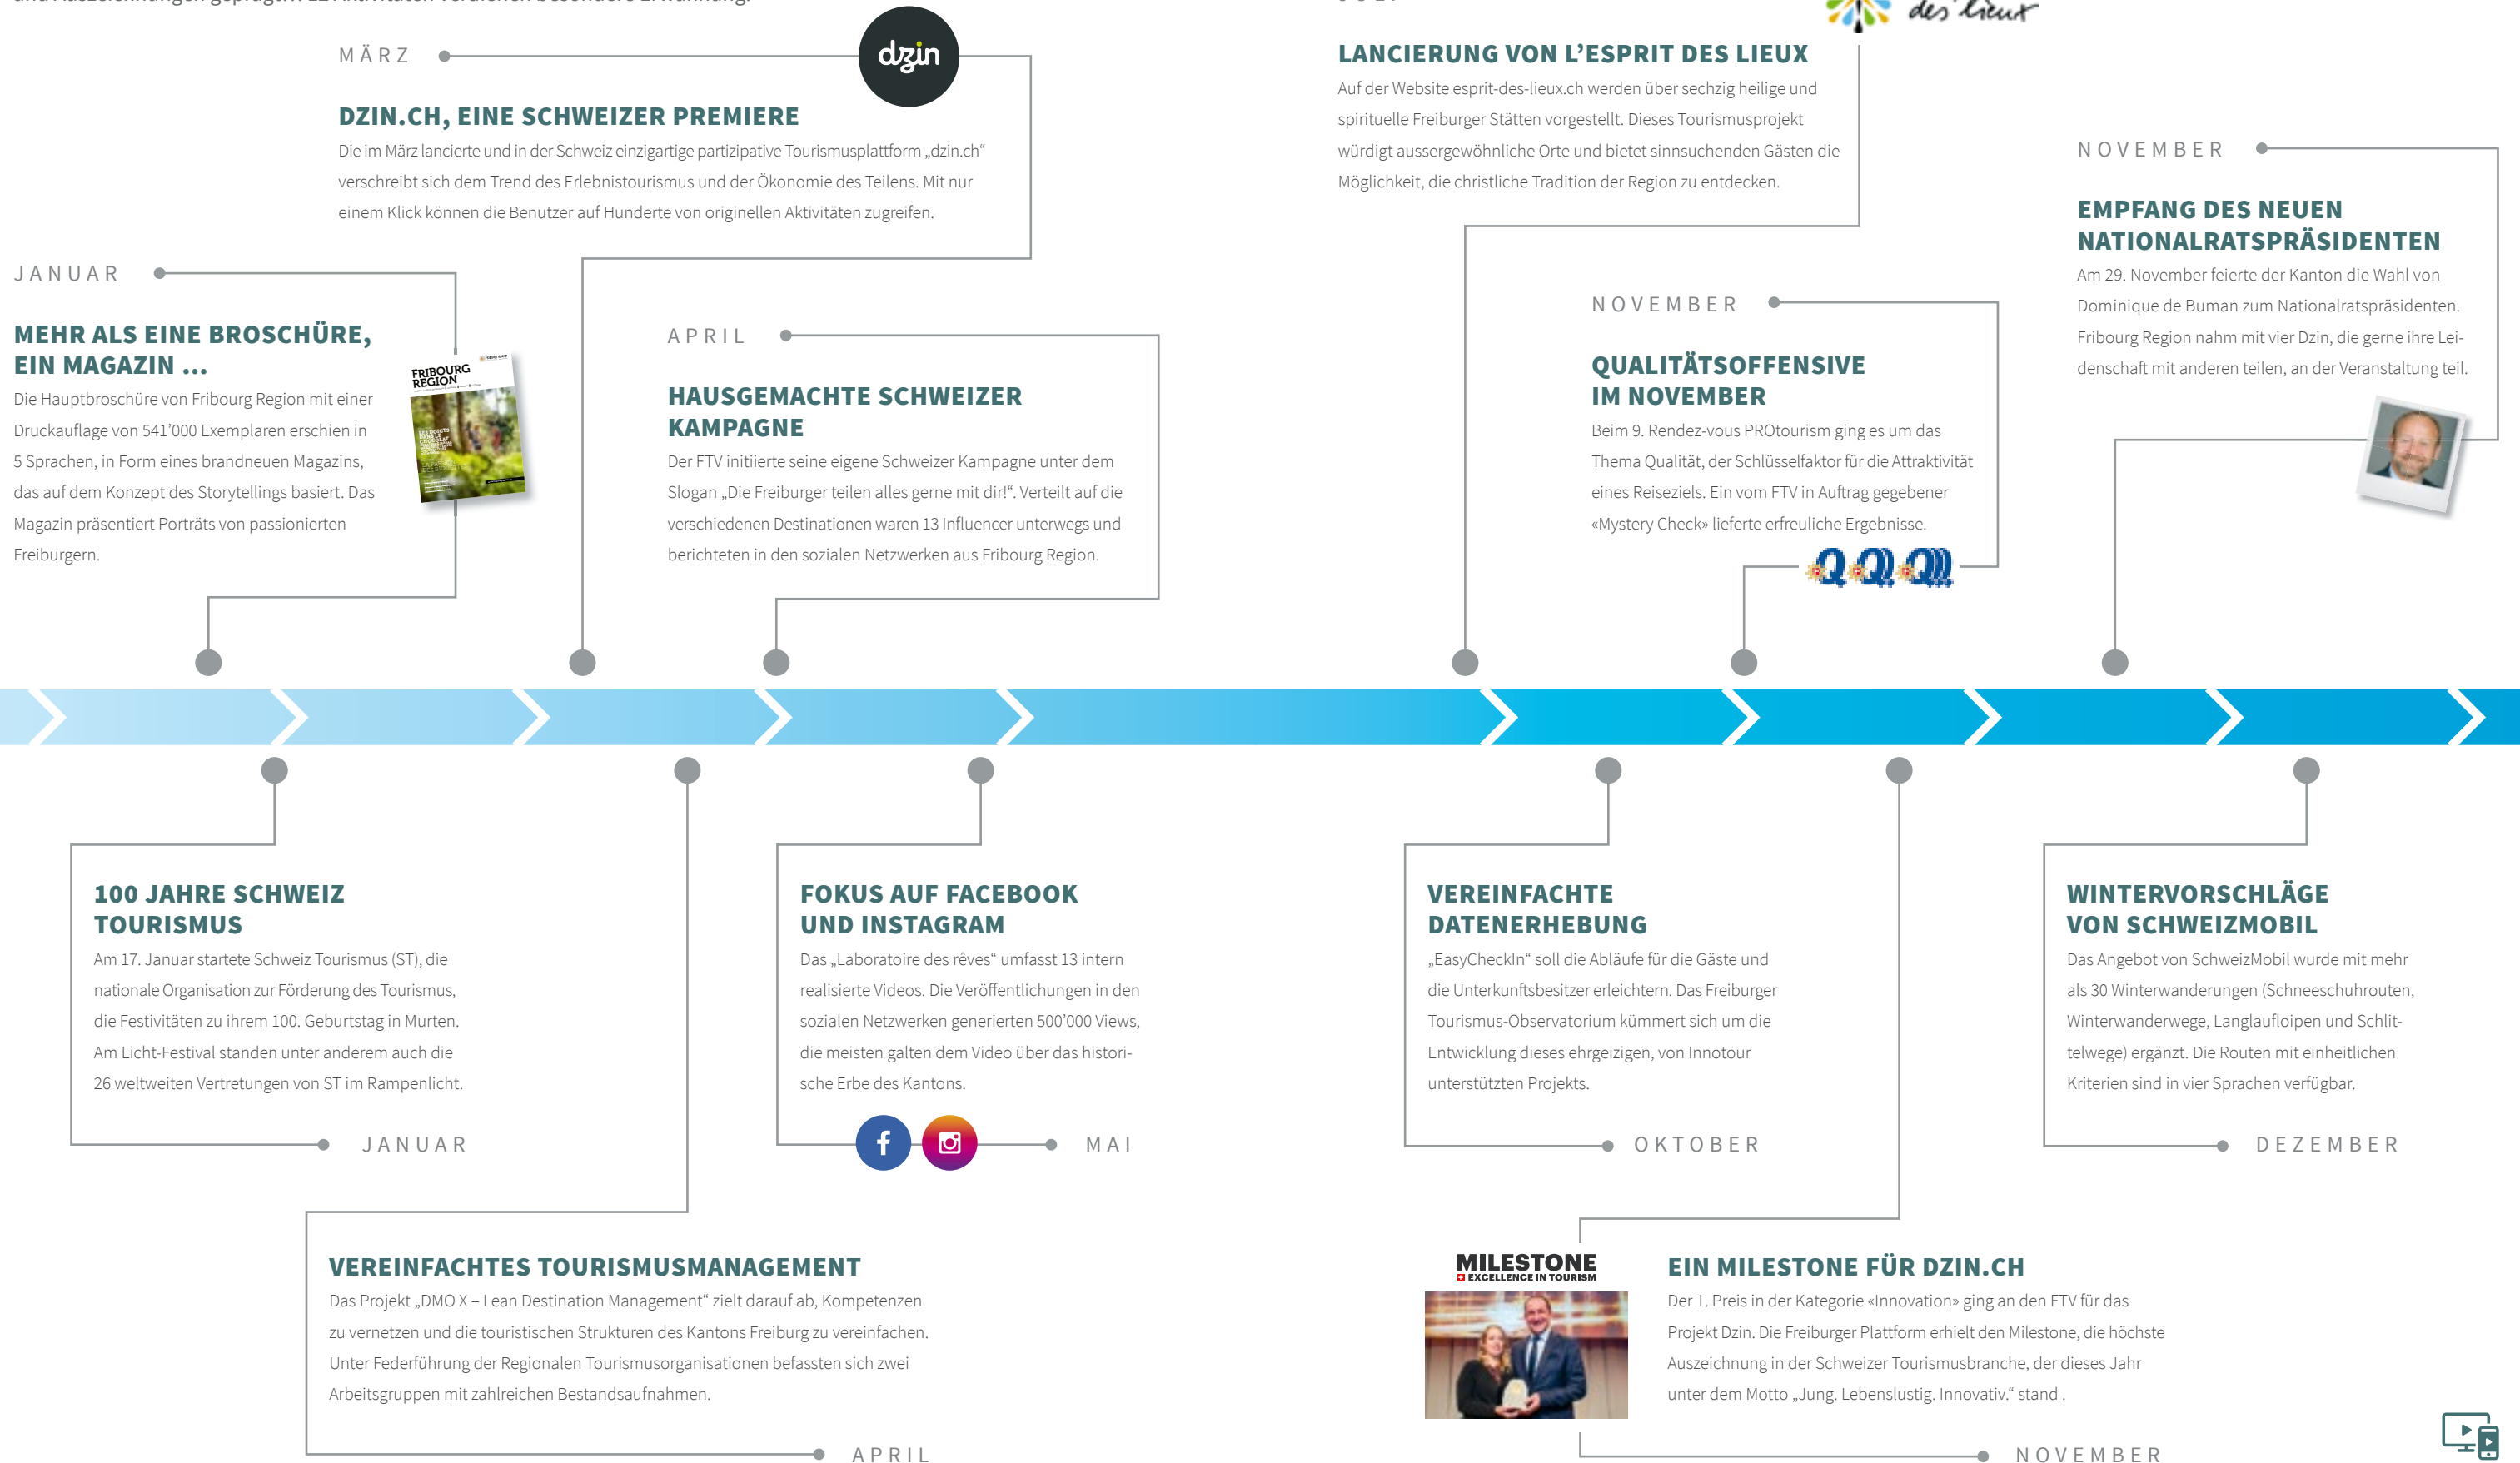 MÄRZ
dzin
DZIN.CH, EINE SCHWEIZER PREMIERE
Die im März lancierte und in der Schweiz einzigartige partizipative Tourismusplattform „dzin.ch“
verschreibt sich dem Trend des Erlebnistourismus und der Ökonomie des Teilens. Mit nur
einem Klick können die Benutzer auf Hunderte von originellen Aktivitäten zugreifen.
JANUAR
MEHR ALS EINE BROSCHÜRE,
EIN MAGAZIN ...
Die Hauptbroschüre von Fribourg Region mit einer
Druckauflage von 541’000 Exemplaren erschien in
5 Sprachen, in Form eines brandneuen Magazins,
das auf dem Konzept des Storytellings basiert. Das
Magazin präsentiert Porträts von passionierten
Freiburgern.
FRIBOURG
REGION
APRIL
HAUSGEMACHTE SCHWEIZER
KAMPAGNE
Der FTV initiierte seine eigene Schweizer Kampagne unter dem
Slogan „Die Freiburger teilen alles gerne mit dir!“. Verteilt auf die
verschiedenen Destinationen waren 13 Influencer unterwegs und
berichteten in den sozialen Netzwerken aus Fribourg Region.
des lieux
LANCIERUNG VON L’ESPRIT DES LIEUX
Auf der Website esprit-des-lieux.ch werden über sechzig heilige und
spirituelle Freiburger Stätten vorgestellt. Dieses Tourismusprojekt
würdigt aussergewöhnliche Orte und bietet sinnsuchenden Gästen die
Möglichkeit, die christliche Tradition der Region zu entdecken.
NOVEMBER
QUALITÄTSOFFENSIVE
IM NOVEMBER
Beim 9. Rendez-vous PROtourism ging es um das
Thema Qualität, der Schlüsselfaktor für die Attraktivität
eines Reiseziels. Ein vom FTV in Auftrag gegebener
«Mystery Check» lieferte erfreuliche Ergebnisse.
NOVEMBER
EMPFANG DES NEUEN
NATIONALRATSPRÄSIDENTEN
Am 29. November feierte der Kanton die Wahl von
Dominique de Buman zum Nationalratspräsidenten.
Fribourg Region nahm mit vier Dzin, die gerne ihre Lei-
denschaft mit anderen teilen, an der Veranstaltung teil.
100 JAHRE SCHWEIZ
TOURISMUS
Am 17. Januar startete Schweiz Tourismus (ST), die
nationale Organisation zur Förderung des Tourismus,
die Festivitäten zu ihrem 100. Geburtstag in Murten.
Am Licht-Festival standen unter anderem auch die
26 weltweiten Vertretungen von ST im Rampenlicht.
JANUAR
FOKUS AUF FACEBOOK
UND INSTAGRAM
Das „Laboratoire des rêves“ umfasst 13 intern
realisierte Videos. Die Veröffentlichungen in den
sozialen Netzwerken generierten 500’000 Views,
die meisten galten dem Video über das histori-
sche Erbe des Kantons.
MAI
VEREINFACHTES TOURISMUSMANAGEMENT
Das Projekt „DMO X – Lean Destination Management“ zielt darauf ab, Kompetenzen
zu vernetzen und die touristischen Strukturen des Kantons Freiburg zu vereinfachen.
Unter Federführung der Regionalen Tourismusorganisationen befassten sich zwei
Arbeitsgruppen mit zahlreichen Bestandsaufnahmen.
APRIL
VEREINFACHTE
DATENERHEBUNG
„EasyCheckIn“ soll die Abläufe für die Gäste und
die Unterkunftsbesitzer erleichtern. Das Freiburger
Tourismus-Observatorium kümmert sich um die
Entwicklung dieses ehrgeizigen, von Innotour
unterstützten Projekts.
OKTOBER
WINTERVORSCHLÄGE
VON SCHWEIZMOBIL
Das Angebot von SchweizMobil wurde mit mehr
als 30 Winterwanderungen (Schneeschuhrouten,
Winterwanderwege, Langlaufloipen und Schlit-
telwege) ergänzt. Die Routen mit einheitlichen
Kriterien sind in vier Sprachen verfügbar.
DEZEMBER
MILESTONE
EXCELLENCE IN TOURISM
EIN MILESTONE FÜR DZIN.CH
Der 1. Preis in der Kategorie «Innovation» ging an den FTV für das
Projekt Dzin. Die Freiburger Plattform erhielt den Milestone, die höchste
Auszeichnung in der Schweizer Tourismusbranche, der dieses Jahr
unter dem Motto „Jung. Lebenslustig. Innovativ.“ stand .
NOVEMBER